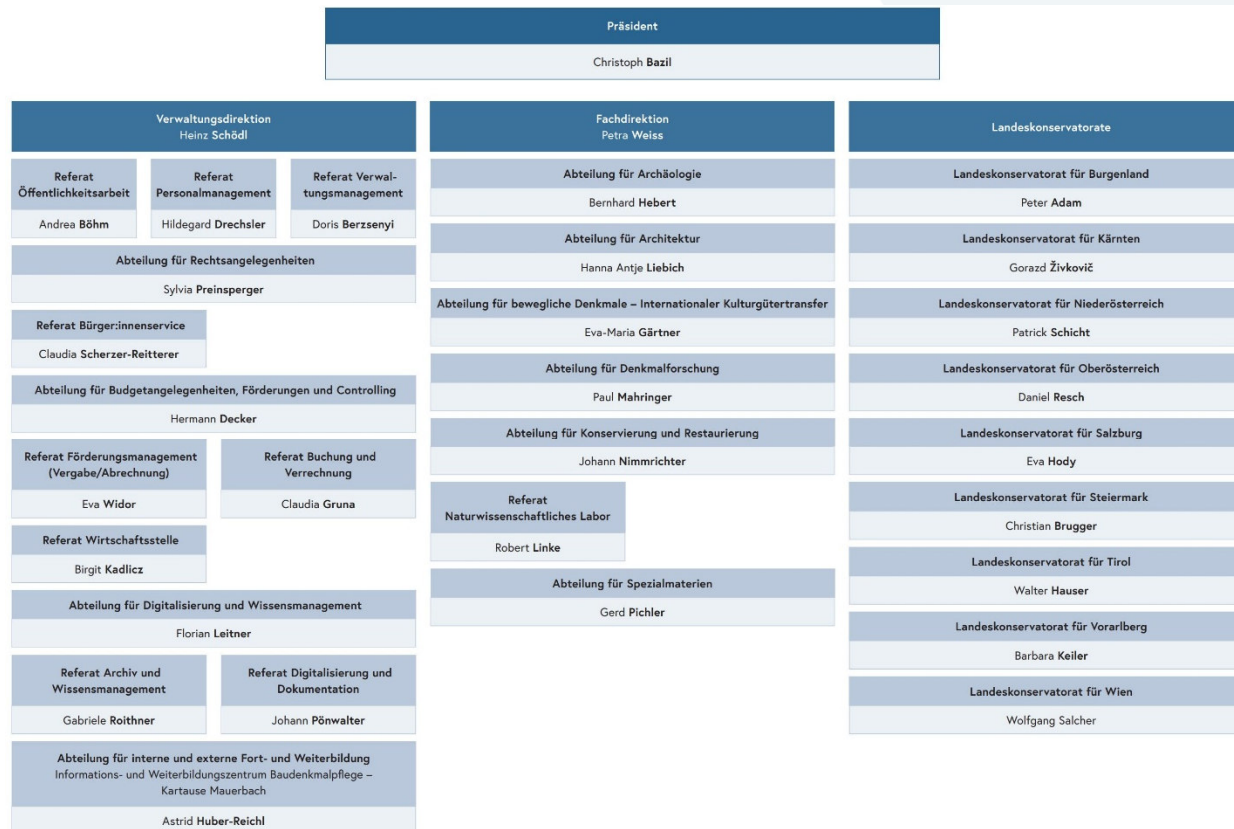 Präsident
Christoph Bazil
Verwaltungsdirektion
Heinz Schödl
Referat
Öffentlichkeitsarbeit
Andrea Böhm
Referat
Personalmanagement
Hildegard Drechsler
Referat Verwal-
tungsmanagement
Doris Berzsenyi
Abteilung für Rechtsangelegenheiten
Sylvia Preinsperger
Referat Bürger:innenservice
Claudia Scherzer-Reitterer
Abteilung für Budgetangelegenheiten, Förderungen und Controlling
Hermann Decker
Referat Förderungsmanagement
(Vergabe/Abrechnung)
Eva Widor
Referat Buchung und
Verrechnung
Claudia Gruna
Referat Wirtschaftsstelle
Birgit Kadlicz
Abteilung für Digitalisierung und Wissensmanagement
Florian Leitner
Referat Archiv und
Wissensmanagement
Gabriele Roithner
Referat Digitalisierung und
Dokumentation
Johann Pönwalter
Abteilung für interne und externe Fort- und Weiterbildung
Informations- und Weiterbildungszentrum Baudenkmalpflege –
Kartause Mauerbach
Astrid Huber-Reichl
Fachdirektion
Petra Weiss
Abteilung für Archäologie
Bernhard Hebert
Abteilung für Architektur
Hanna Antje Liebich
Abteilung für bewegliche Denkmale – Internationaler Kulturgütertransfer
Eva-Maria Gärtner
Abteilung für Denkmalforschung
Paul Mahringer
Abteilung für Konservierung und Restaurierung
Johann Nimmrichter
Referat
Naturwissenschaftliches Labor
Robert Linke
Abteilung für Spezialmaterien
Gerd Pichler
Landeskonservatorate
Landeskonservatorat für Burgenland
Peter Adam
Landeskonservatorat für Kärnten
Gorazd Živkovič
Landeskonservatorat für Niederösterreich
Patrick Schicht
Landeskonservatorat für Oberösterreich
Daniel Resch
Landeskonservatorat für Salzburg
Eva Hody
Landeskonservatorat für Steiermark
Christian Brugger
Landeskonservatorat für Tirol
Walter Hauser
Landeskonservatorat für Vorarlberg
Barbara Keiler
Landeskonservatorat für Wien
Wolfgang Salcher